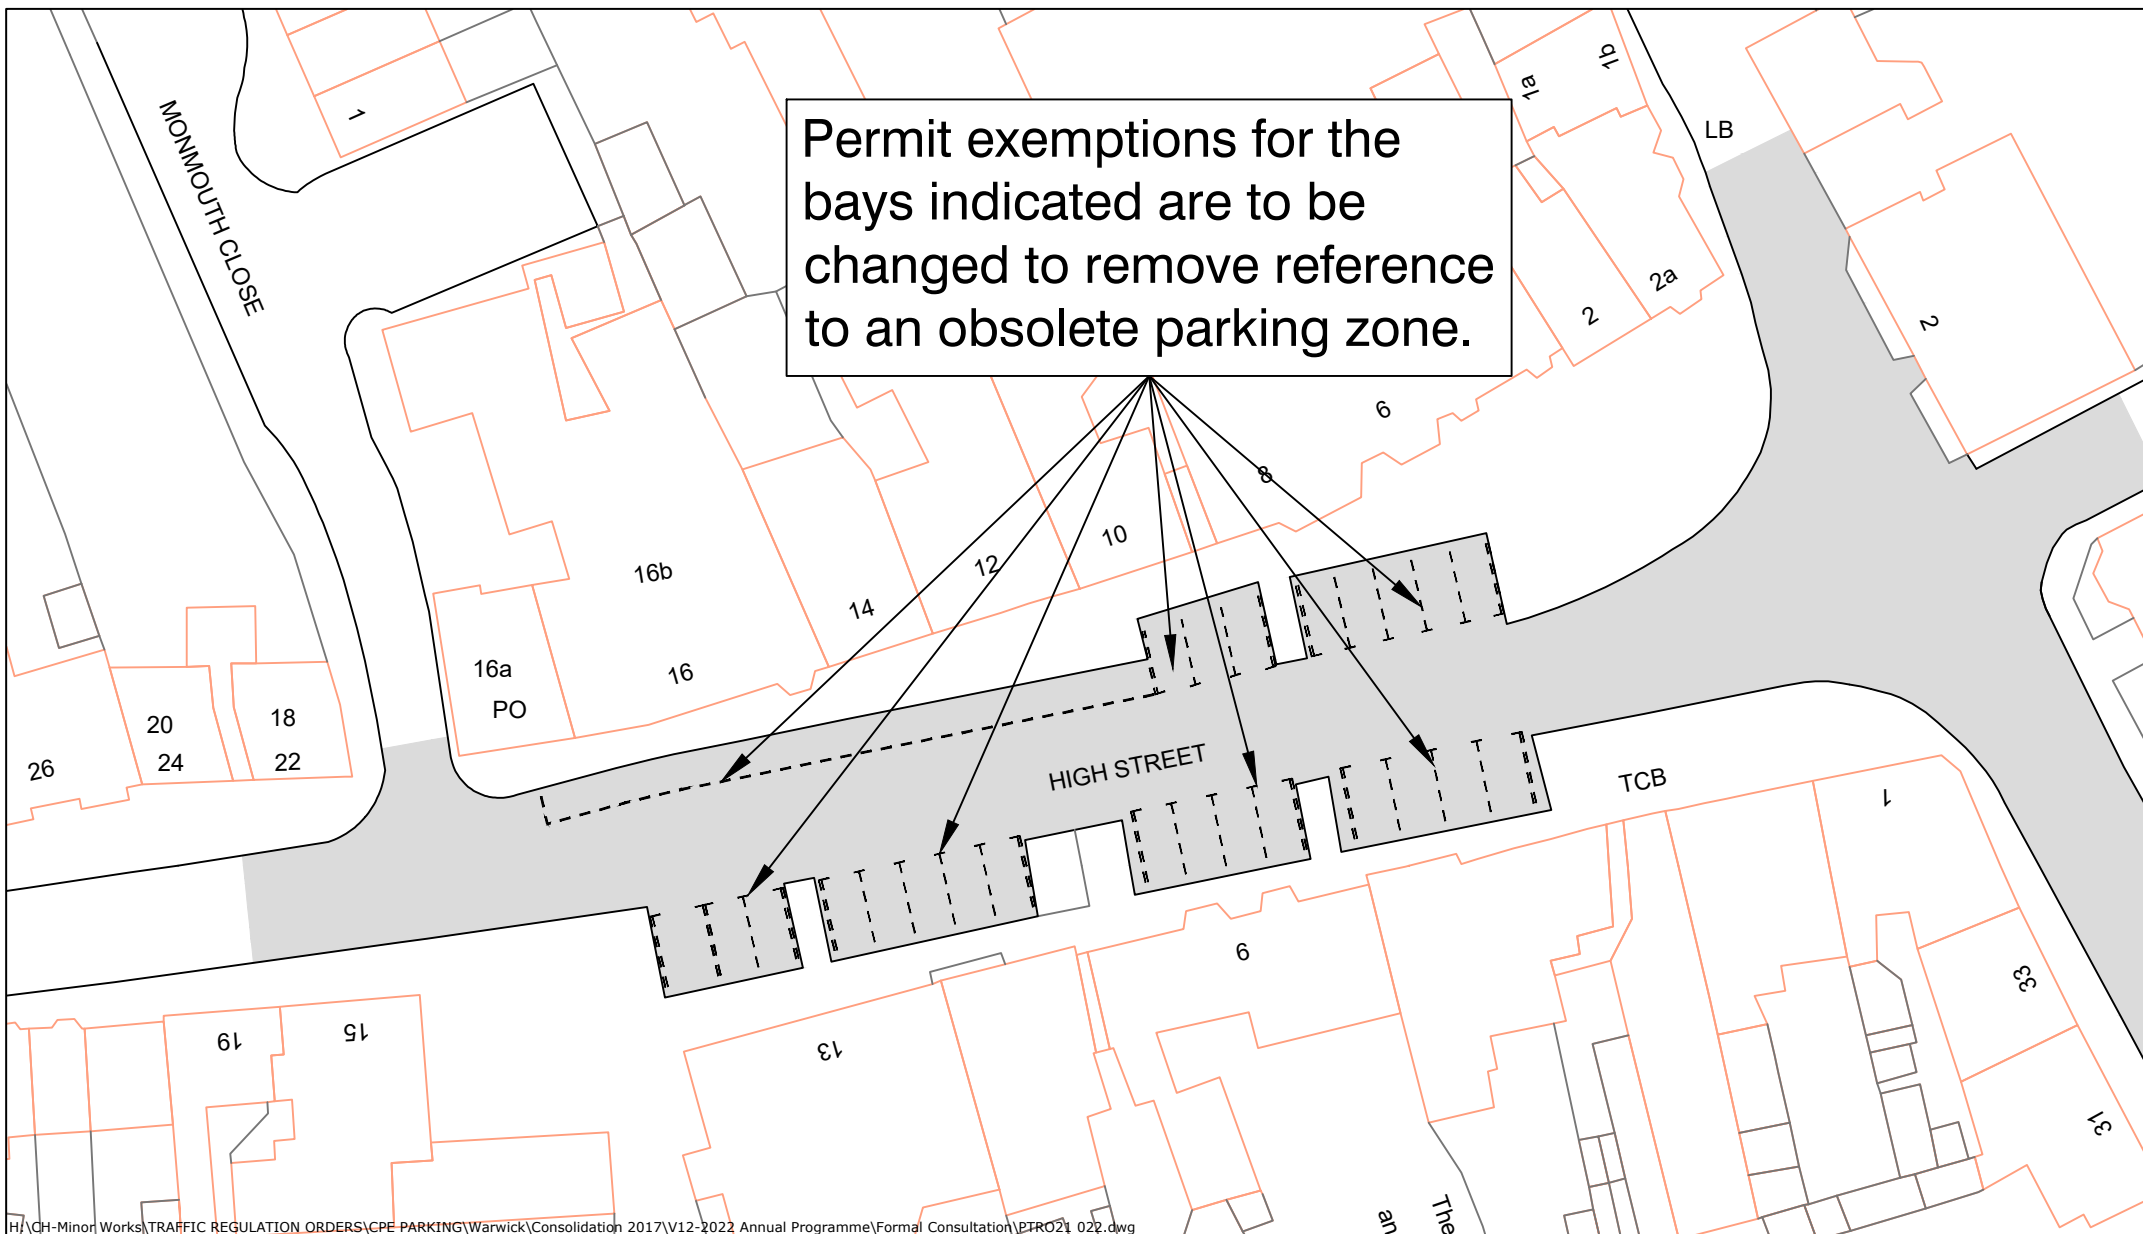 1b
1a
1
MONMOUTH CLOSE
LB
Permit exemptions for the
bays indicated are to be
changed to remove reference
to an obsolete parking zone.
2a
2
2
6
8
10
12
16b
14
16a
16
PO
20
18
24
22
26
HIGH STREET
TCB
1
9
33
19
15
13
31
The
an
H:\CH-Minor Works\TRAFFIC REGULATION ORDERS\CPE PARKING\Warwick\Consolidation 2017\V12-2022 Annual Programme\Formal Consultation\PTRO21 022.dwg